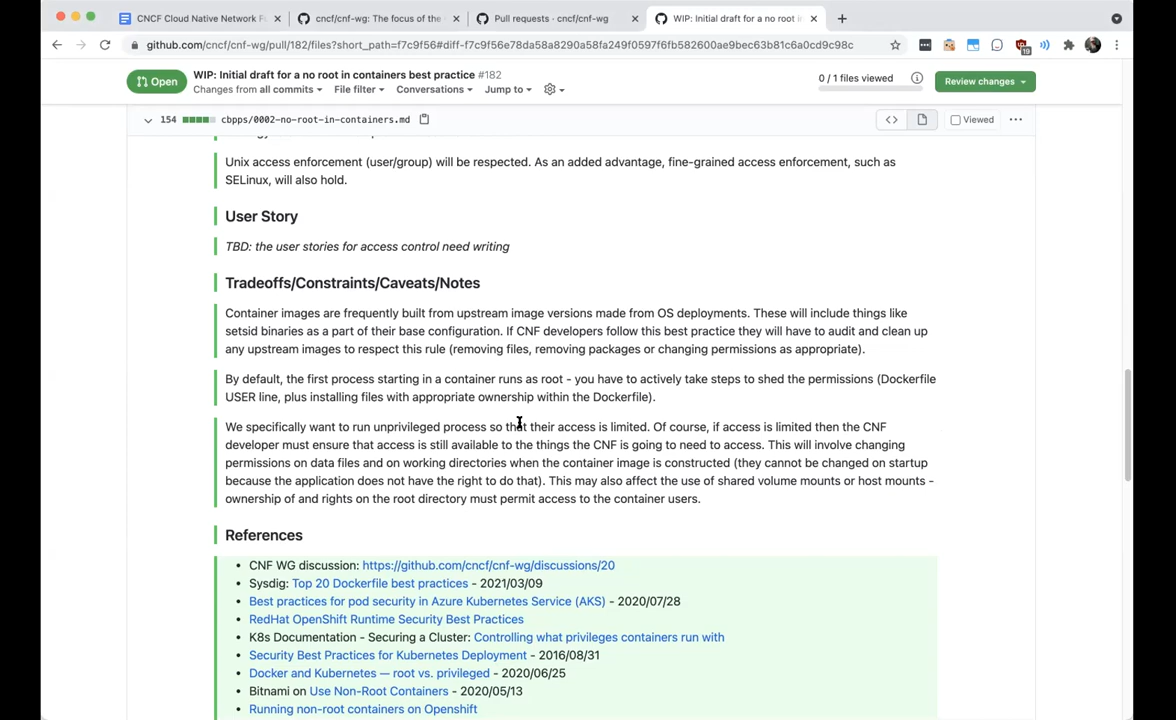 CNCF Cloud Native Network F
cncf/cnf-wg: The focus of the
Pull requests · cncf/cnf-wg
WIP: Initial draft for a no root in
github.com/cncf/cnf-wg/pull/182/files?short_path=f7c9f56#diff-f7c9f56e78da58a8290a58fa249f0597f6fb582600ae9bec63b81c6a0cd9c98c
19
Open
WIP: Initial draft for a no root in containers best practice #182
Changes from all commits
File filter
Conversations
Jump to
0 / 1 files viewed
Review changes
154
cbpps/0002-no-root-in-containers.md
Viewed
Unix access enforcement (user/group) will be respected. As an added advantage, fine-grained access enforcement, such as
SELinux, will also hold.
User Story
TBD: the user stories for access control need writing
Tradeoffs/Constraints/Caveats/Notes
Container images are frequently built from upstream image versions made from OS deployments. These will include things like
setsid binaries as a part of their base configuration. If CNF developers follow this best practice they will have to audit and clean up
any upstream images to respect this rule (removing files, removing packages or changing permissions as appropriate).
By default, the first process starting in a container runs as root - you have to actively take steps to shed the permissions (Dockerfile
USER line, plus installing files with appropriate ownership within the Dockerfile).
We specifically want to run unprivileged process so that their access is limited. Of course, if access is limited then the CNF
developer must ensure that access is still available to the things the CNF is going to need to access. This will involve changing
permissions on data files and on working directories when the container image is constructed (they cannot be changed on startup
because the application does not have the right to do that). This may also affect the use of shared volume mounts or host mounts -
ownership of and rights on the root directory must permit access to the container users.
References
• CNF WG discussion: https://github.com/cncf/cnf-wg/discussions/20
• Sysdig: Top 20 Dockerfile best practices - 2021/03/09
• Best practices for pod security in Azure Kubernetes Service (AKS) - 2020/07/28
• RedHat OpenShift Runtime Security Best Practices
• K8s Documentation - Securing a Cluster: Controlling what privileges containers run with
• Security Best Practices for Kubernetes Deployment - 2016/08/31
• Docker and Kubernetes — root vs. privileged - 2020/06/25
• Bitnami on Use Non-Root Containers - 2020/05/13
• Running non-root containers on Openshift